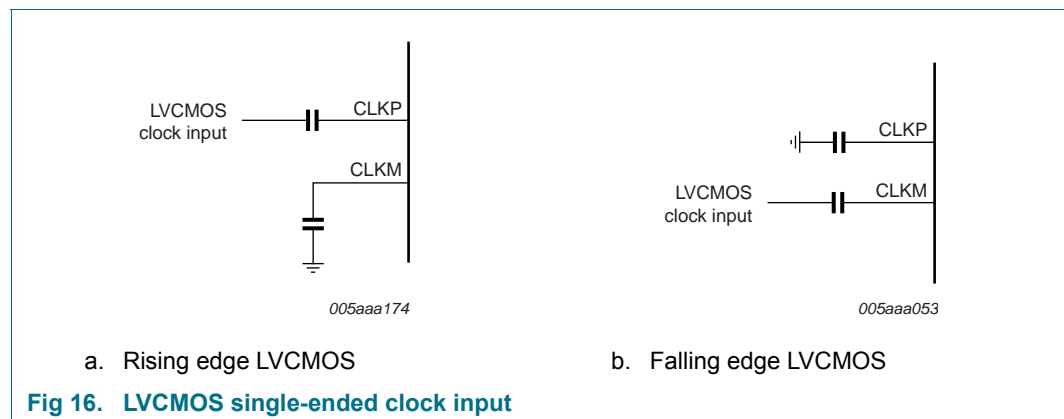 LVCMOS
clock input
CLKP
CLKM
005aaa174
CLKP
LVCMOS
clock input
CLKM
005aaa053
a. Rising edge LVCMOS
b. Falling edge LVCMOS
Fig 16. LVCMOS single-ended clock input